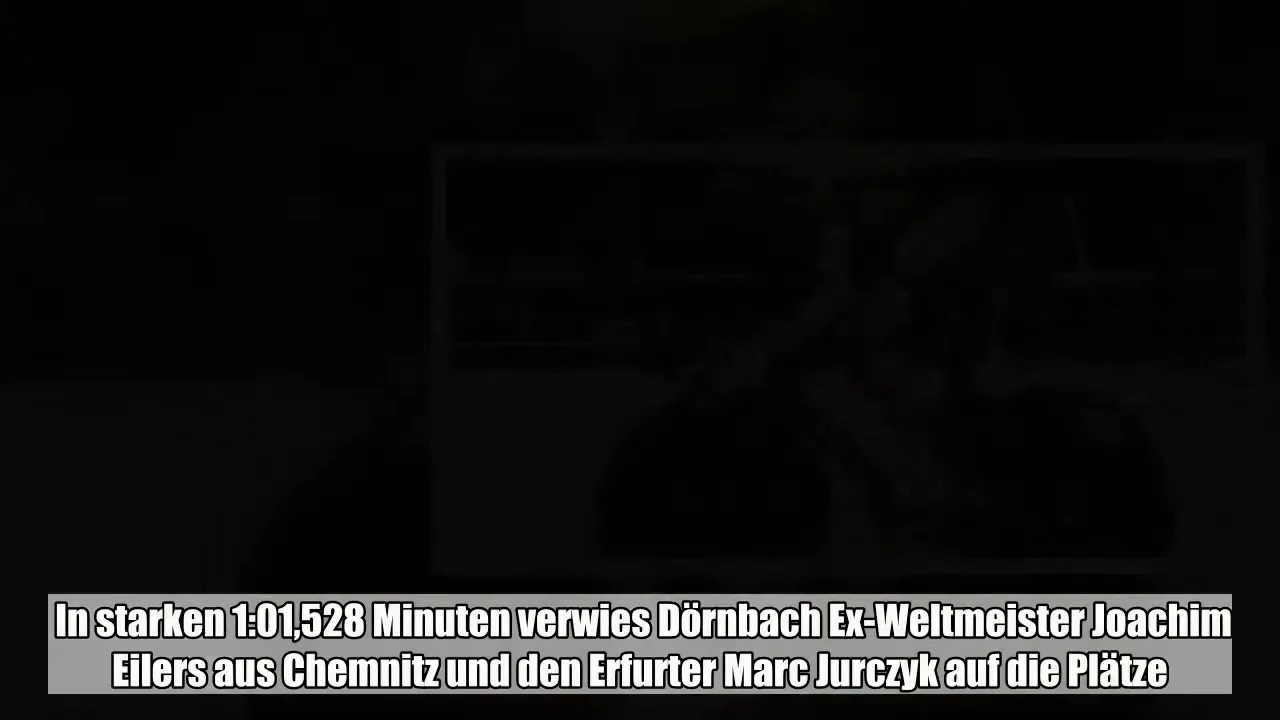 In starken 1:01,528 Minuten verwies Dörnbach Ex-Weltmeister Joachim
Eilers aus Chemnitz und den Erfurter Marc Jurczyk auf die Plätze